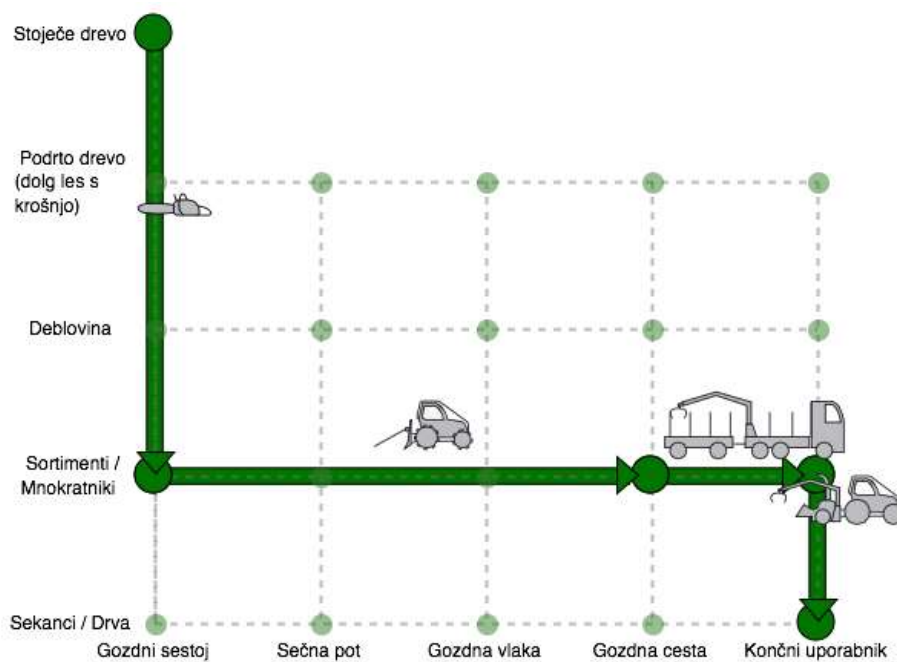 Stoječe drevo
Podrto drevo
(dolg les s
krošnjo)
Deblovina
Sortimenti /
Mnokratniki
Sekanci / Drva
Gozdni sestoj
Sečna pot
Gozdna vlaka
Gozdna cesta
Končni uporabnik